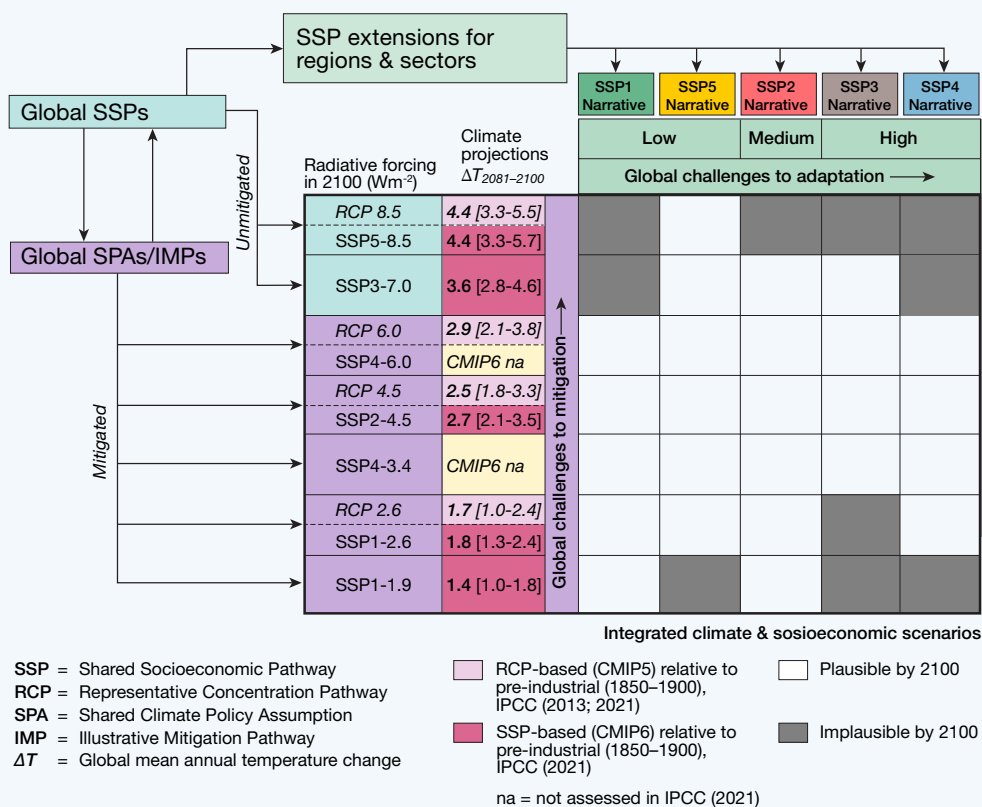 SSP extensions for
regions & sectors
SSP1
Narrative
SSP5
Narrative
SSP2
Narrative
SSP3
Narrative
SSP4
Narrative
Global SSPs
Low
Medium
High
Global challenges to adaptation
Unmitigated
Radiative forcing
in 2100 (Wm-2)
Climate
projections
ΔT2081–2100
Global SPAs/IMPs
RCP 8.5
4.4 [3.3-5.5]
SSP5-8.5
4.4 [3.3-5.7]
SSP3-7.0
3.6 [2.8-4.6]
RCP 6.0
2.9 [2.1-3.8]
SSP4-6.0
CMIP6 na
RCP 4.5
2.5 [1.8-3.3]
SSP2-4.5
2.7 [2.1-3.5]
SSP4-3.4
CMIP6 na
RCP 2.6
1.7 [1.0-2.4]
SSP1-2.6
1.8 [1.3-2.4]
SSP1-1.9
1.4 [1.0-1.8]
Mitigated
Global challenges to mitigation
Integrated climate & sosioeconomic scenarios
SSP = Shared Socioeconomic Pathway
RCP = Representative Concentration Pathway
SPA = Shared Climate Policy Assumption
IMP = Illustrative Mitigation Pathway
ΔT = Global mean annual temperature change
RCP-based (CMIP5) relative to
pre-industrial (1850–1900),
IPCC (2013; 2021)
SSP-based (CMIP6) relative to
pre-industrial (1850–1900),
IPCC (2021)
na = not assessed in IPCC (2021)
Plausible by 2100
Implausible by 2100